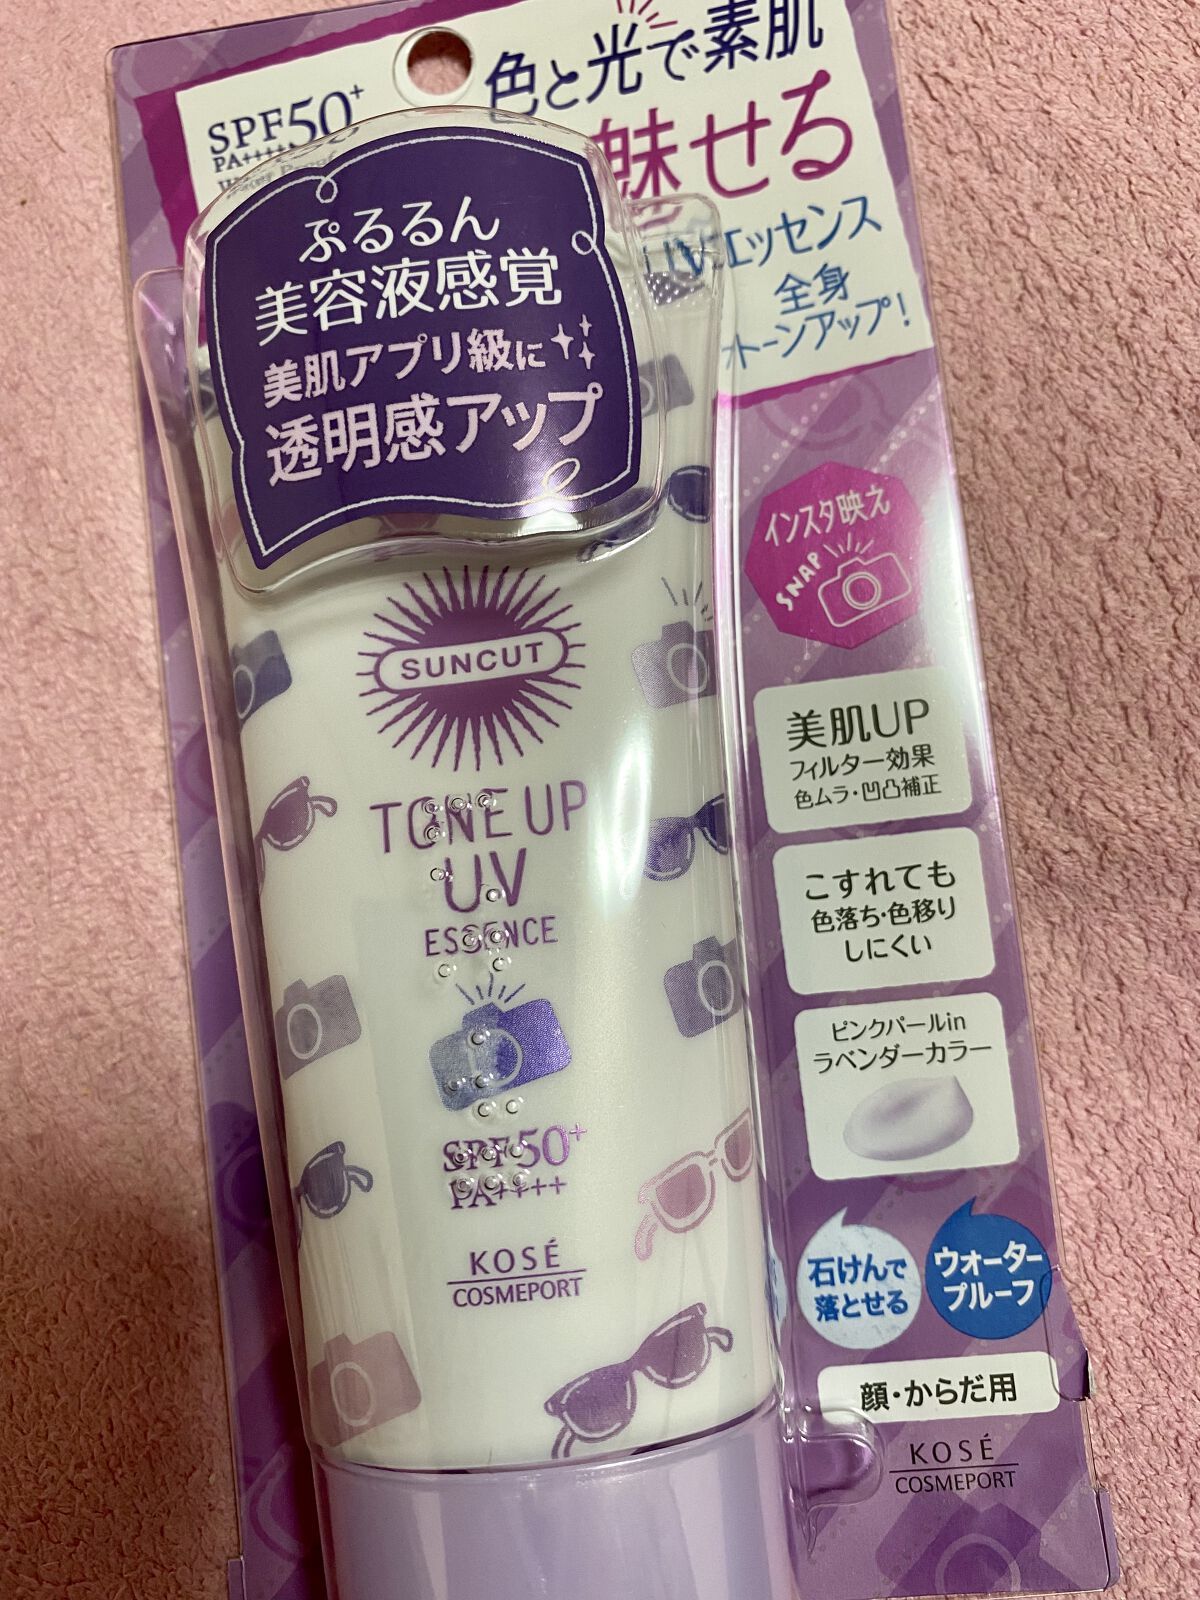 SPF50+
PA++++
色と光で素肌
魅せる
UVエッセンス
全身
トーンアップ!
ぷるるん
美容液感覚
美肌アプリ級に
透明感アップ
インスタ映え
SNAP
SUNCUT
TONE UP
UV
ESSENCE
SPF50+
PA++++
KOSÉ
COSMEPORT
美肌UP
フィルター効果
色ムラ・凹凸補正
こすれても
色落ち・色移り
しにくい
ピンクパールin
ラベンダーカラー
石けんで
落とせる
ウォーター
プルーフ
顔・からだ用
KOSÉ
COSMEPORT